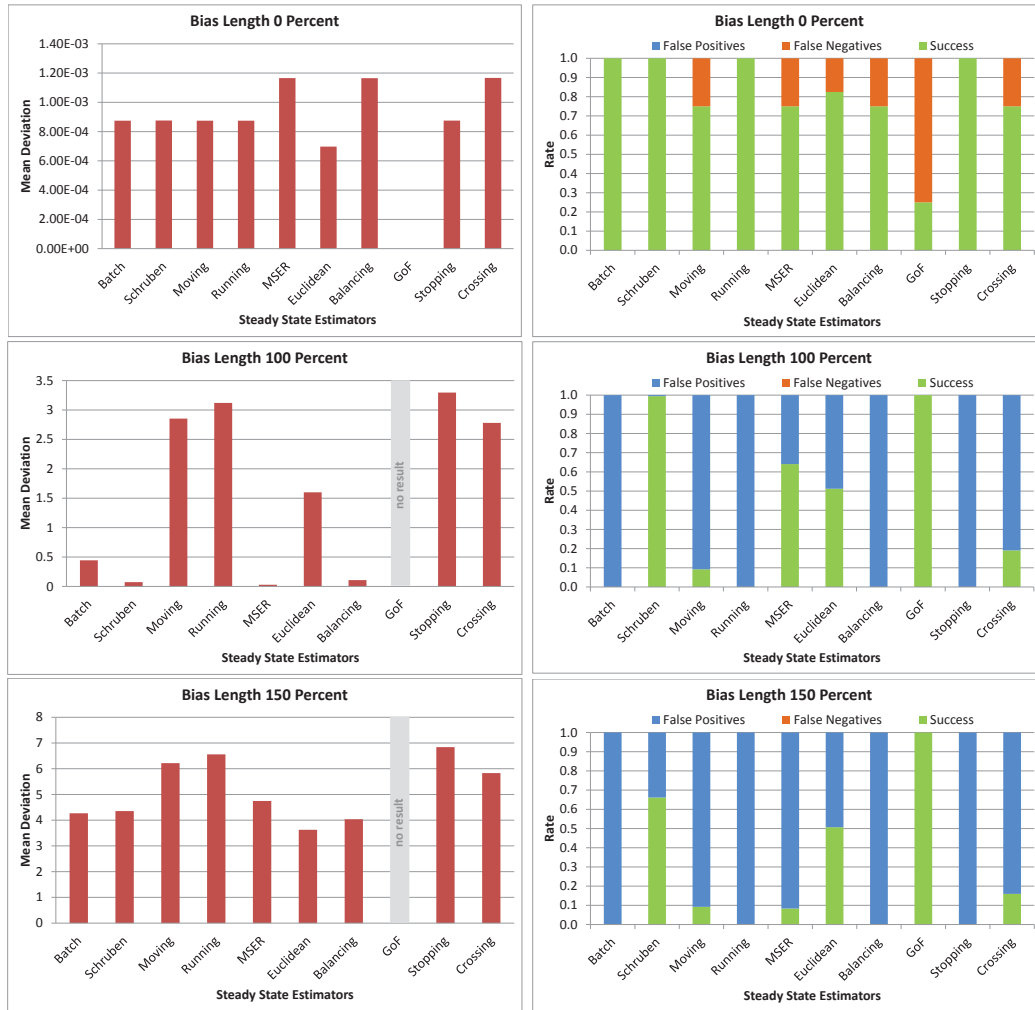 Bias Length 0 Percent
Mean Deviation
1.40E-03
1.20E-03
1.00E-03
8.00E-04
6.00E-04
4.00E-04
2.00E-04
0.00E+00
Batch
Schruben
Moving
Running
MSER
Euclidean
Balancing
GoF
Stopping
Crossing
Steady State Estimators
Bias Length 0 Percent
False Positives False Negatives Success
Rate
1.0
0.9
0.8
0.7
0.6
0.5
0.4
0.3
0.2
0.1
0.0
Batch
Schruben
Moving
Running
MSER
Euclidean
Balancing
GoF
Stopping
Crossing
Steady State Estimators
Bias Length 100 Percent
Mean Deviation
3.5
3
2.5
2
1.5
1
0.5
0
no result
Batch
Schruben
Moving
Running
MSER
Euclidean
Balancing
GoF
Stopping
Crossing
Steady State Estimators
Bias Length 100 Percent
False Positives False Negatives Success
Rate
1.0
0.9
0.8
0.7
0.6
0.5
0.4
0.3
0.2
0.1
0.0
Batch
Schruben
Moving
Running
MSER
Euclidean
Balancing
GoF
Stopping
Crossing
Steady State Estimators
Bias Length 150 Percent
Mean Deviation
8
7
6
5
4
3
2
1
0
no result
Batch
Schruben
Moving
Running
MSER
Euclidean
Balancing
GoF
Stopping
Crossing
Steady State Estimators
Bias Length 150 Percent
False Positives False Negatives Success
Rate
1.0
0.9
0.8
0.7
0.6
0.5
0.4
0.3
0.2
0.1
0.0
Batch
Schruben
Moving
Running
MSER
Euclidean
Balancing
GoF
Stopping
Crossing
Steady State Estimators